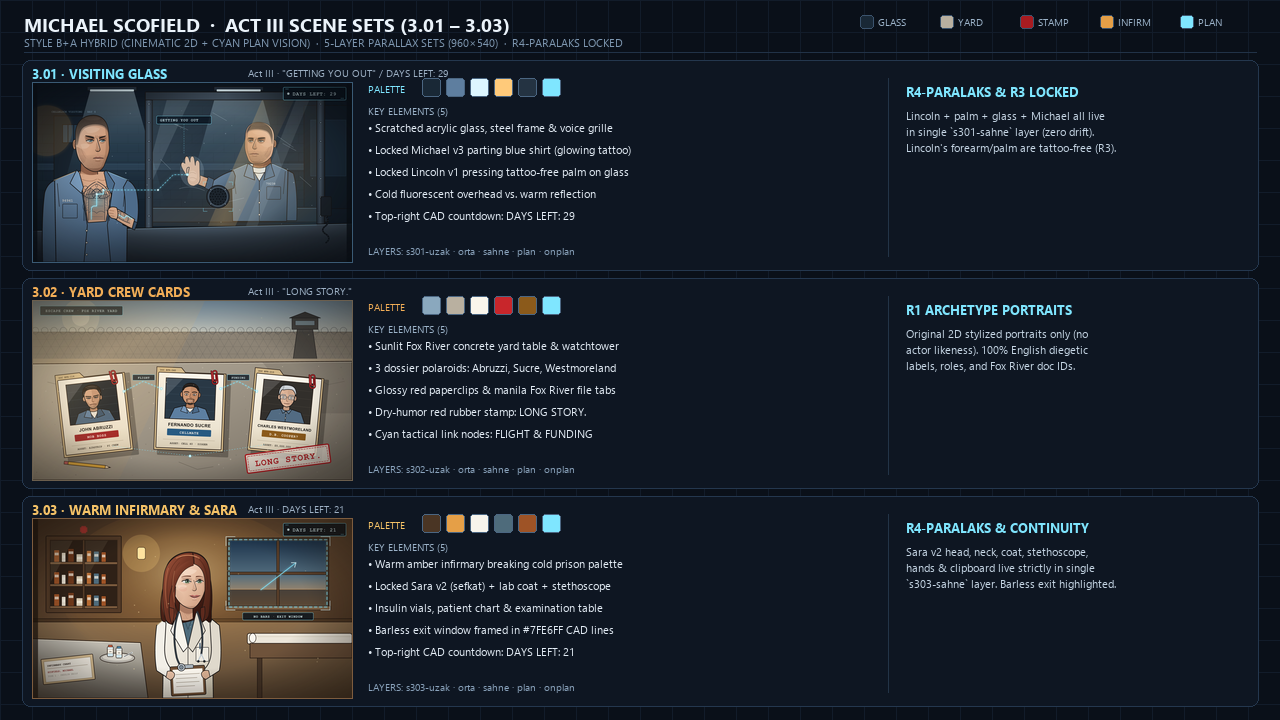 MICHAEL SCOFIELD · ACT III SCENE SETS (3.01 – 3.03)
STYLE B+A HYBRID (CINEMATIC 2D + CYAN PLAN VISION) · 5-LAYER PARALLAX SETS (960×540) · R4-PARALAKS LOCKED
GLASS
YARD
STAMP
INFIRM
PLAN
3.01 · VISITING GLASS
Act III · "GETTING YOU OUT" / DAYS LEFT: 29
DAYS LEFT: 29
GETTING YOU OUT
PALETTE
KEY ELEMENTS (5)
• Scratched acrylic glass, steel frame & voice grille
• Locked Michael v3 parting blue shirt (glowing tattoo)
• Locked Lincoln v1 pressing tattoo-free palm on glass
• Cold fluorescent overhead vs. warm reflection
• Top-right CAD countdown: DAYS LEFT: 29
LAYERS: s301-uzak · orta · sahne · plan · onplan
R4-PARALAKS & R3 LOCKED
Lincoln + palm + glass + Michael all live
in single `s301-sahne` layer (zero drift).
Lincoln's forearm/palm are tattoo-free (R3).
3.02 · YARD CREW CARDS
Act III · "LONG STORY."
FLIGHT
FUNDING
JOHN ABRUZZI
FERNANDO SUCRE
CELLMATE
CHARLES WESTMORELAND
LONG STORY.
PALETTE
KEY ELEMENTS (5)
• Sunlit Fox River concrete yard table & watchtower
• 3 dossier polaroids: Abruzzi, Sucre, Westmoreland
• Glossy red paperclips & manila Fox River file tabs
• Dry-humor red rubber stamp: LONG STORY.
• Cyan tactical link nodes: FLIGHT & FUNDING
LAYERS: s302-uzak · orta · sahne · plan · onplan
R1 ARCHETYPE PORTRAITS
Original 2D stylized portraits only (no
actor likeness). 100% English diegetic
labels, roles, and Fox River doc IDs.
3.03 · WARM INFIRMARY & SARA
Act III · DAYS LEFT: 21
DAYS LEFT: 21
NO BARS · EXIT WINDOW
PALETTE
KEY ELEMENTS (5)
• Warm amber infirmary breaking cold prison palette
• Locked Sara v2 (sefkat) + lab coat + stethoscope
• Insulin vials, patient chart & examination table
• Barless exit window framed in #7FE6FF CAD lines
• Top-right CAD countdown: DAYS LEFT: 21
LAYERS: s303-uzak · orta · sahne · plan · onplan
R4-PARALAKS & CONTINUITY
Sara v2 head, neck, coat, stethoscope,
hands & clipboard live strictly in single
`s303-sahne` layer. Barless exit highlighted.